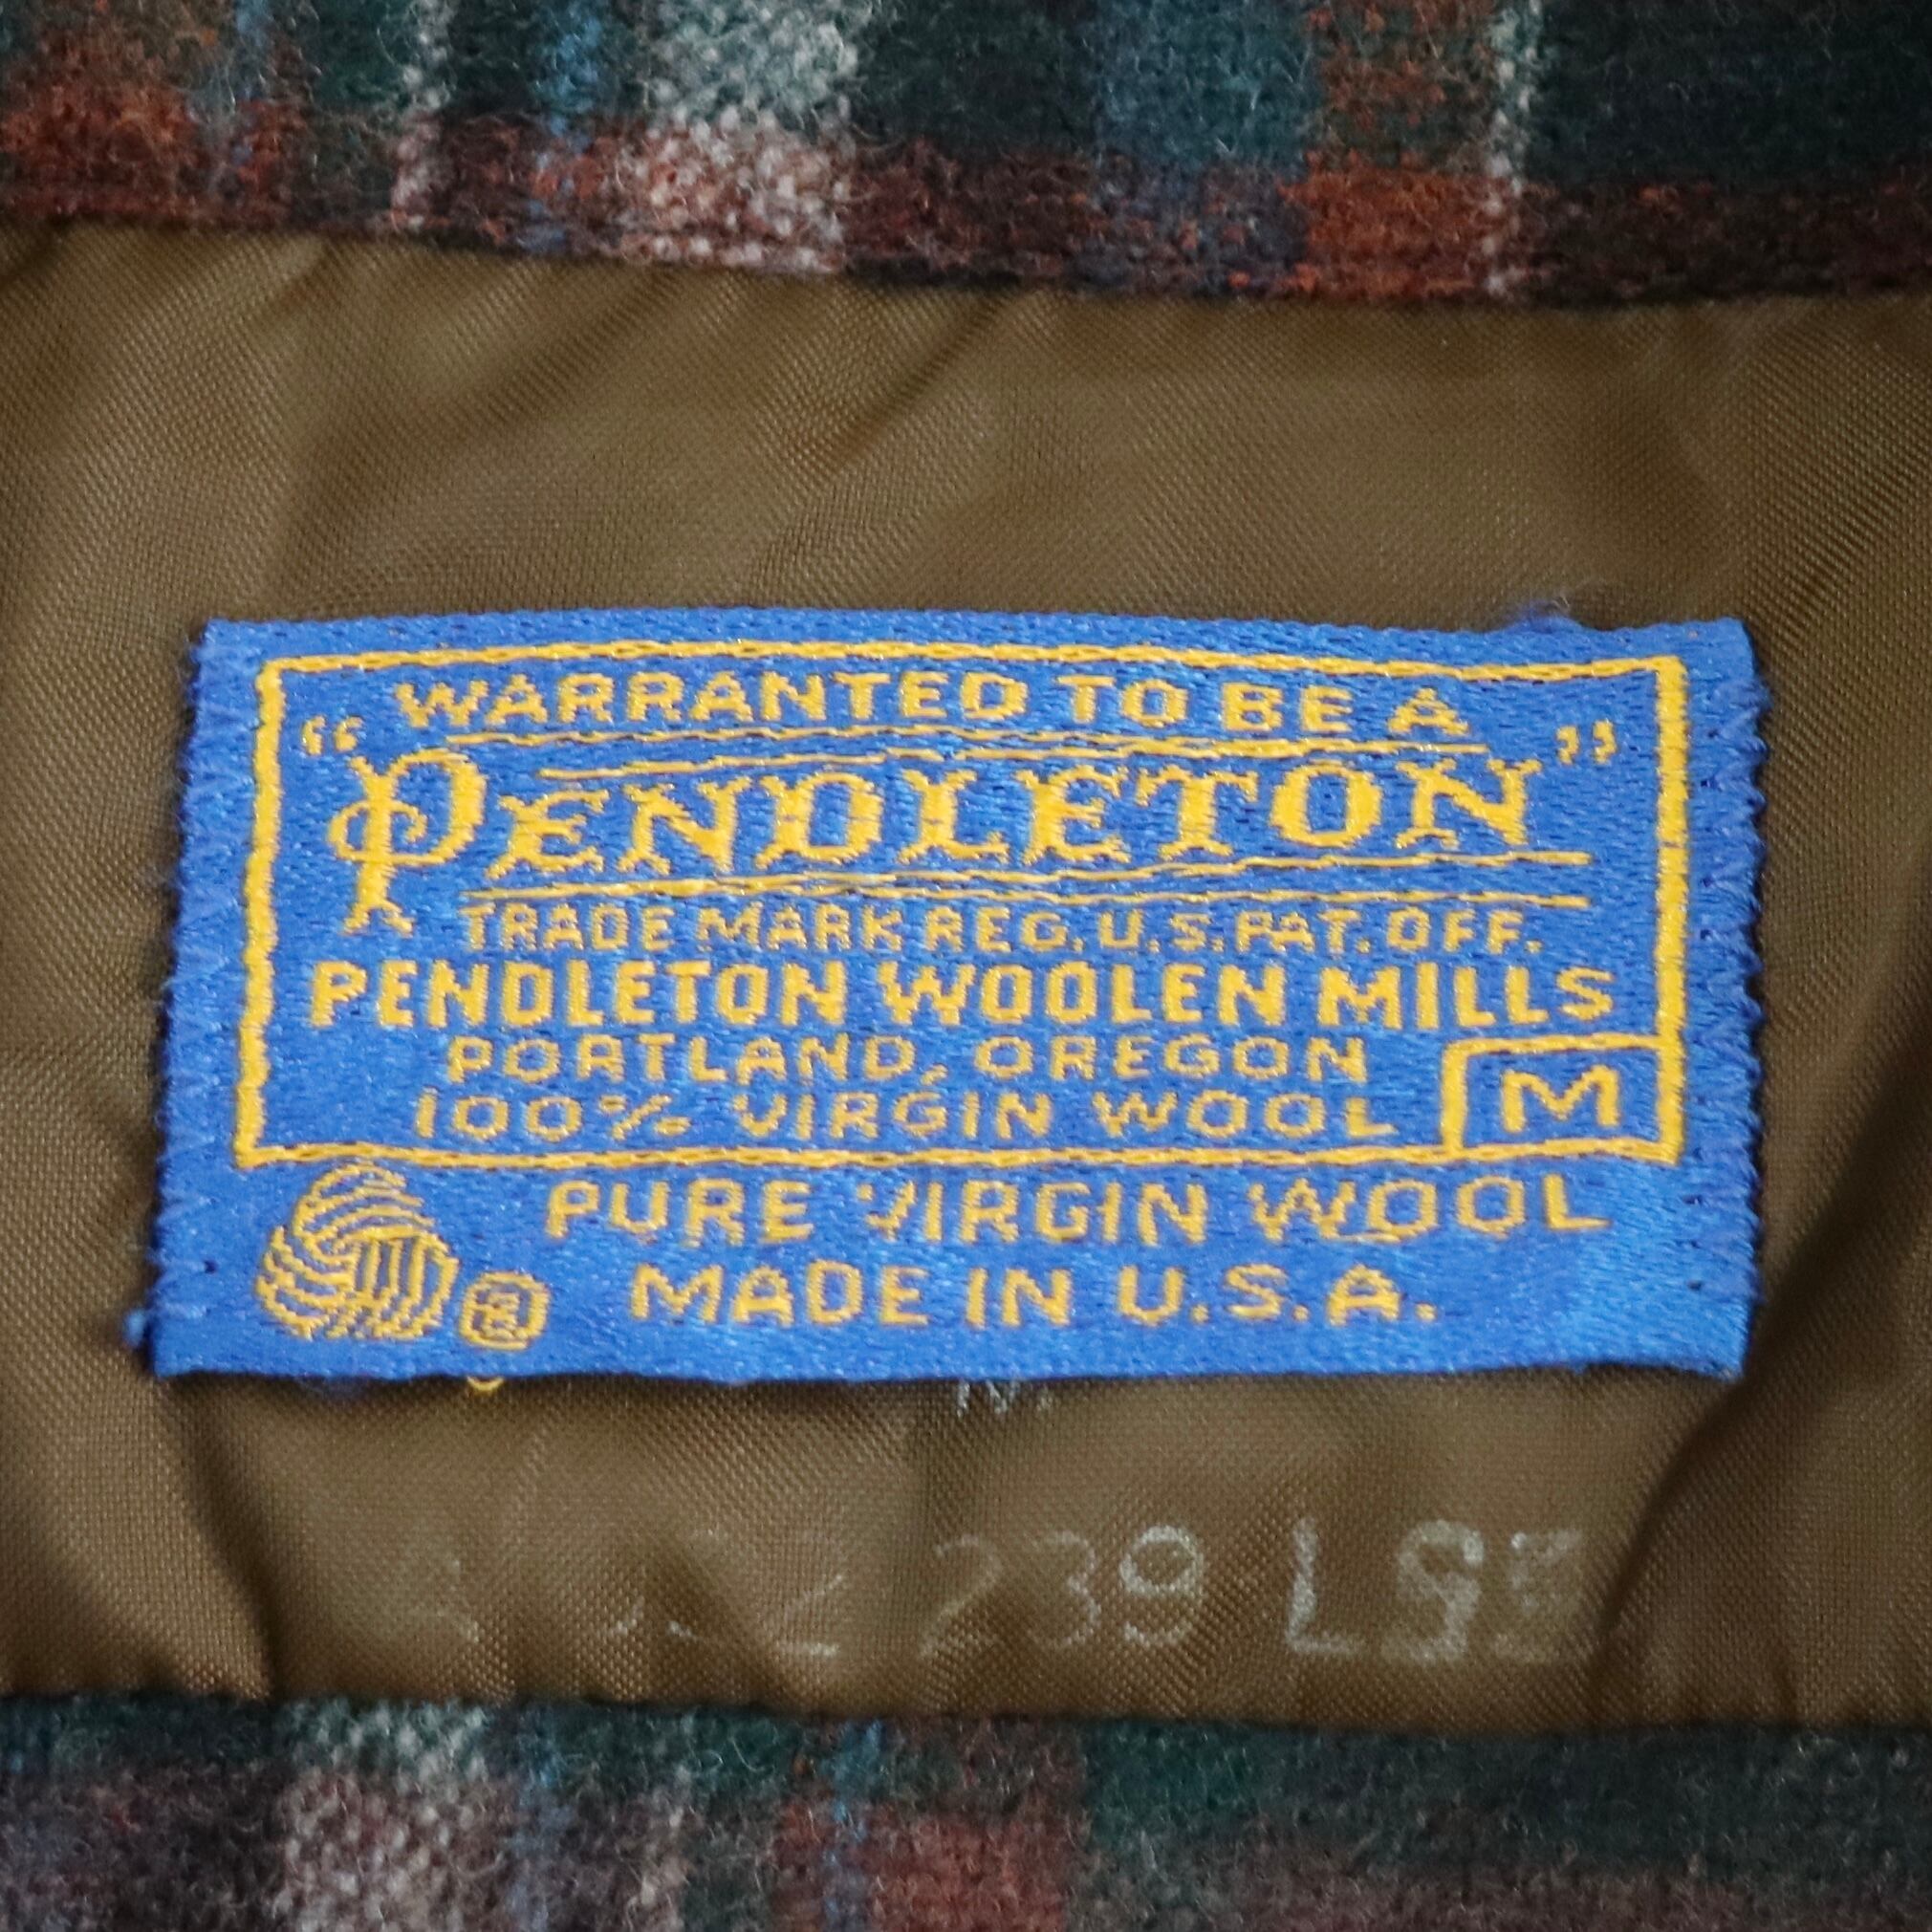 WARRANTED TO BE A
"PENDLETON"
TRADE MARK REG. U.S. PAT. OFF.
PENDLETON WOOLEN MILLS
PORTLAND, OREGON
100% VIRGIN WOOL
M
PURE VIRGIN WOOL
® MADE IN U.S.A.
239